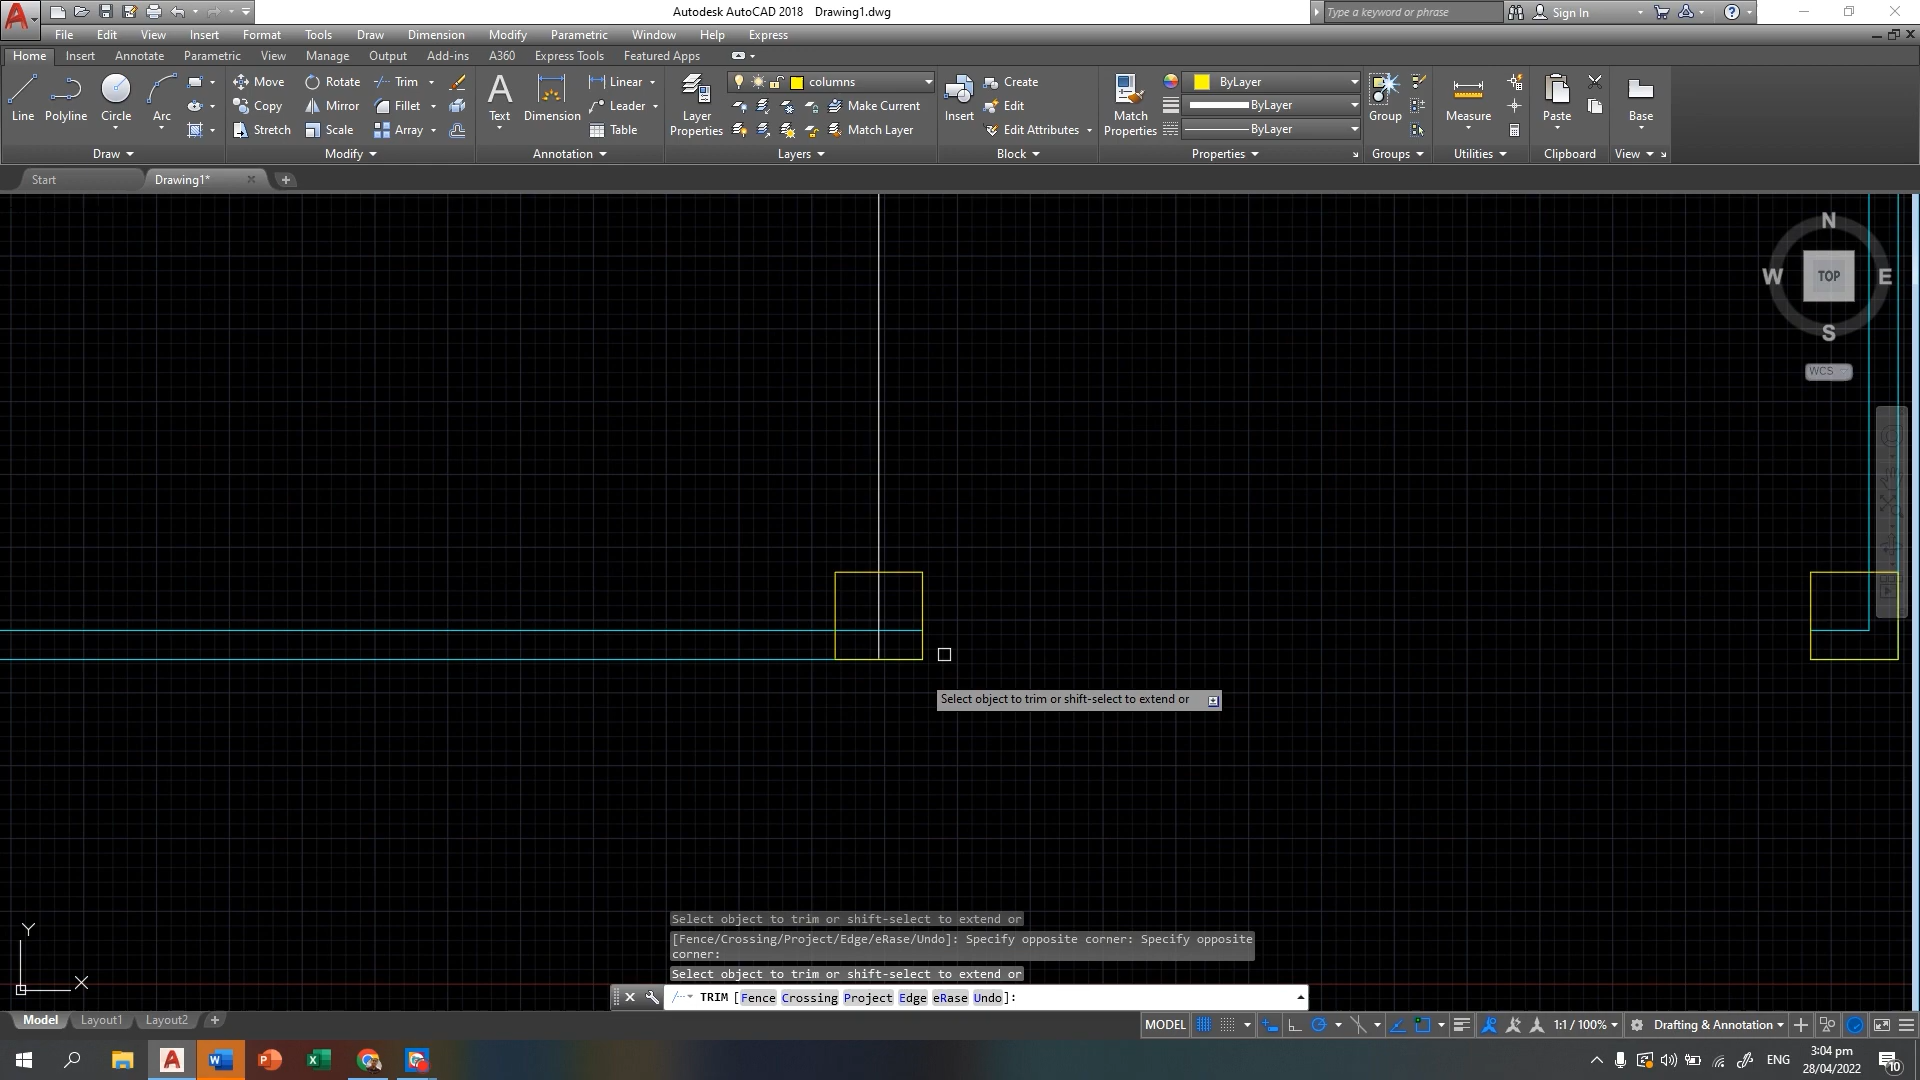 Autodesk AutoCAD 2018 Drawing1.dwg
Type a keyword or phrase
Sign In
File Edit View Insert Format Tools Draw Dimension Modify Parametric Window Help Express
Home Insert Annotate Parametric View Manage Output Add-ins A360 Express Tools Featured Apps
Line Polyline Circle Arc
Move Rotate Trim
Copy Mirror Fillet
Stretch Scale Array
Text Dimension
Linear
Leader
Table
Layer Properties
columns
Make Current
Match Layer
Insert
Create
Edit
Edit Attributes
Match Properties
ByLayer
ByLayer
ByLayer
Group
Measure
Paste
Base
Draw Modify Annotation Layers Block Properties Groups Utilities Clipboard View
Start Drawing1*
N
W TOP E
S
WCS
Select object to trim or shift-select to extend or
Select object to trim or shift-select to extend or
[Fence/Crossing/Project/Edge/eRase/Undo]: Specify opposite corner: Specify opposite
corner:
Select object to trim or shift-select to extend or
TRIM [Fence Crossing Project Edge eRase Undo]:
Y
X
Model Layout1 Layout2
MODEL 1:1 / 100% Drafting & Annotation
ENG
3:04 pm
28/04/2022
10